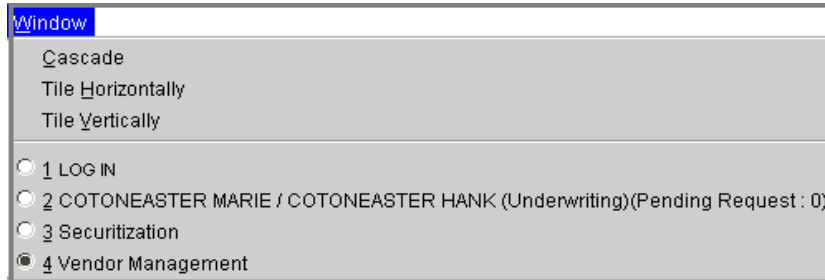 Window
Cascade
Tile Horizontally
Tile Vertically
1 LOG IN
2 COTONEASTER MARIE / COTONEASTER HANK (Underwriting)(Pending Request : 0)
3 Securitization
4 Vendor Management